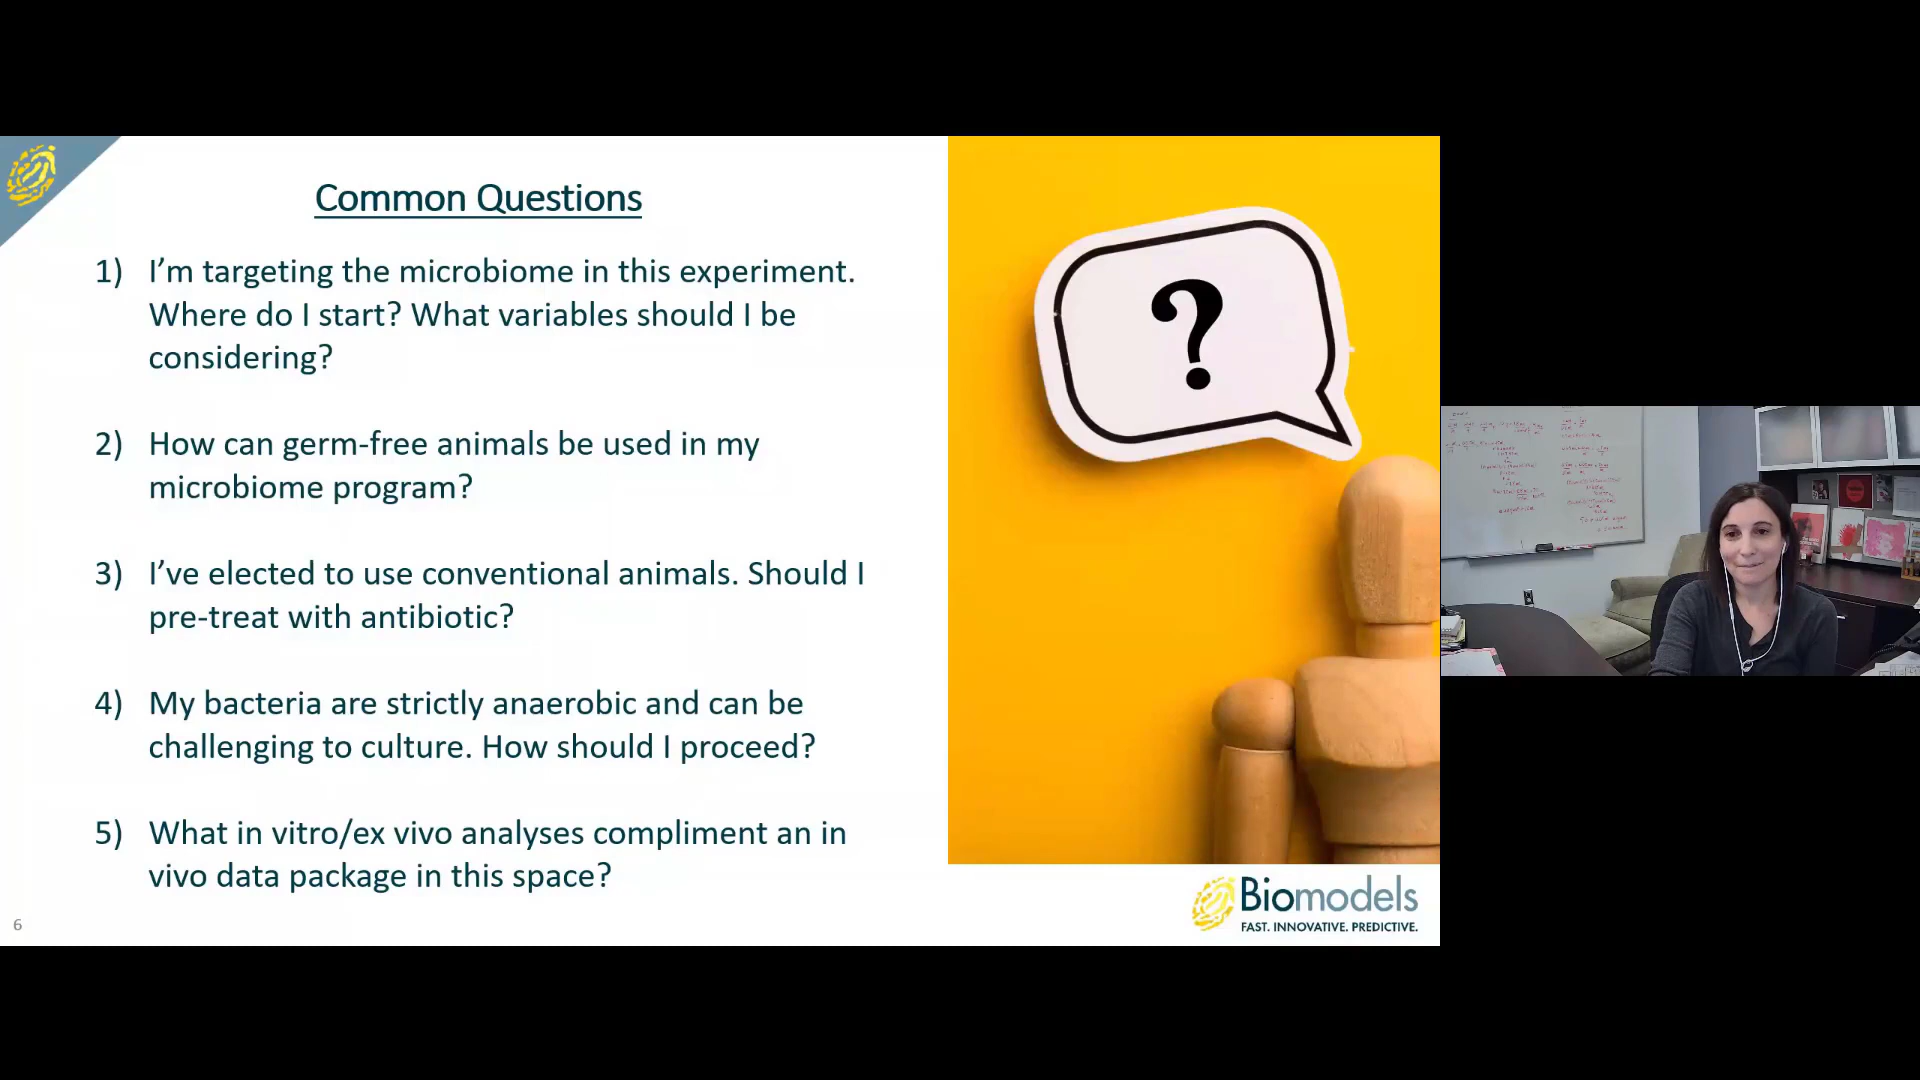 Common Questions
1) I’m targeting the microbiome in this experiment.
Where do I start? What variables should I be
considering?
2) How can germ-free animals be used in my
microbiome program?
3) I’ve elected to use conventional animals. Should I
pre-treat with antibiotic?
4) My bacteria are strictly anaerobic and can be
challenging to culture. How should I proceed?
5) What in vitro/ex vivo analyses compliment an in
vivo data package in this space?
?
6
Biomodels
FAST. INNOVATIVE. PREDICTIVE.